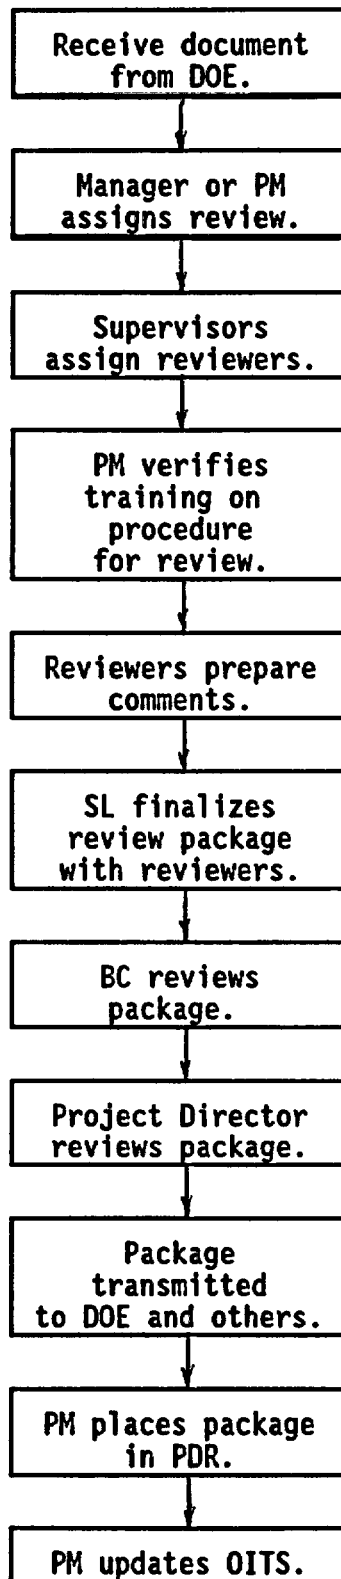 Receive document
from DOE.
Manager or PM
assigns review.
Supervisors
assign reviewers.
PM verifies
training on
procedure
for review.
Reviewers prepare
comments.
SL finalizes
review package
with reviewers.
BC reviews
package.
Project Director
reviews package.
Package
transmitted
to DOE and others.
PM places package
in PDR.
PM updates OITS.